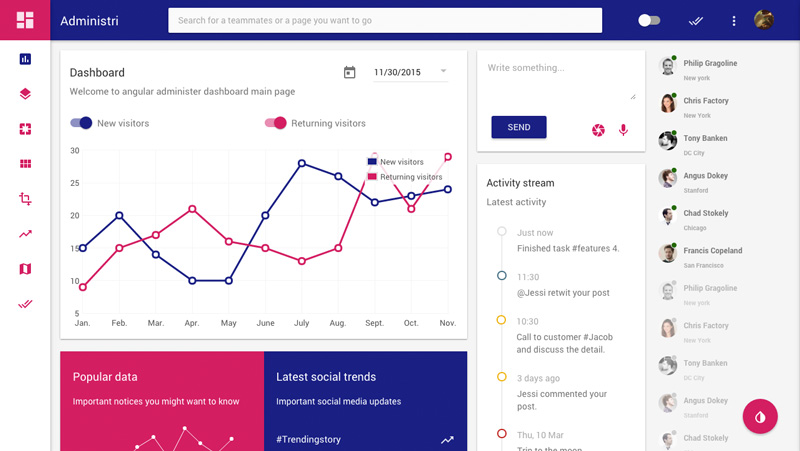 Administri
Search for a teammates or a page you want to go
Dashboard
11/30/2015
Welcome to angular administer dashboard main page
New visitors
Returning visitors
New visitors
Returning visitors
30
25
20
15
10
5
Jan.
Feb.
Mar.
Apr.
May
June
July
Aug.
Sept.
Oct.
Nov.
Popular data
Important notices you might want to know
Latest social trends
Important social media updates
#Trendingstory
Write something...
SEND
Activity stream
Latest activity
Just now
Finished task #features 4.
11:30
@Jessi retwit your post
10:30
Call to customer #Jacob
and discuss the detail.
3 days ago
Jessi commented your
post.
Thu, 10 Mar
Trip to the moon
Philip Gragoline
New york
Chris Factory
New York
Tony Banken
DC City
Angus Dokey
Stanford
Chad Stokely
Chicago
Francis Copeland
San Francisco
Philip Gragoline
New york
Chris Factory
New York
Tony Banken
DC City
Angus Dokey
Stanford
Chad Stokely
Chicago